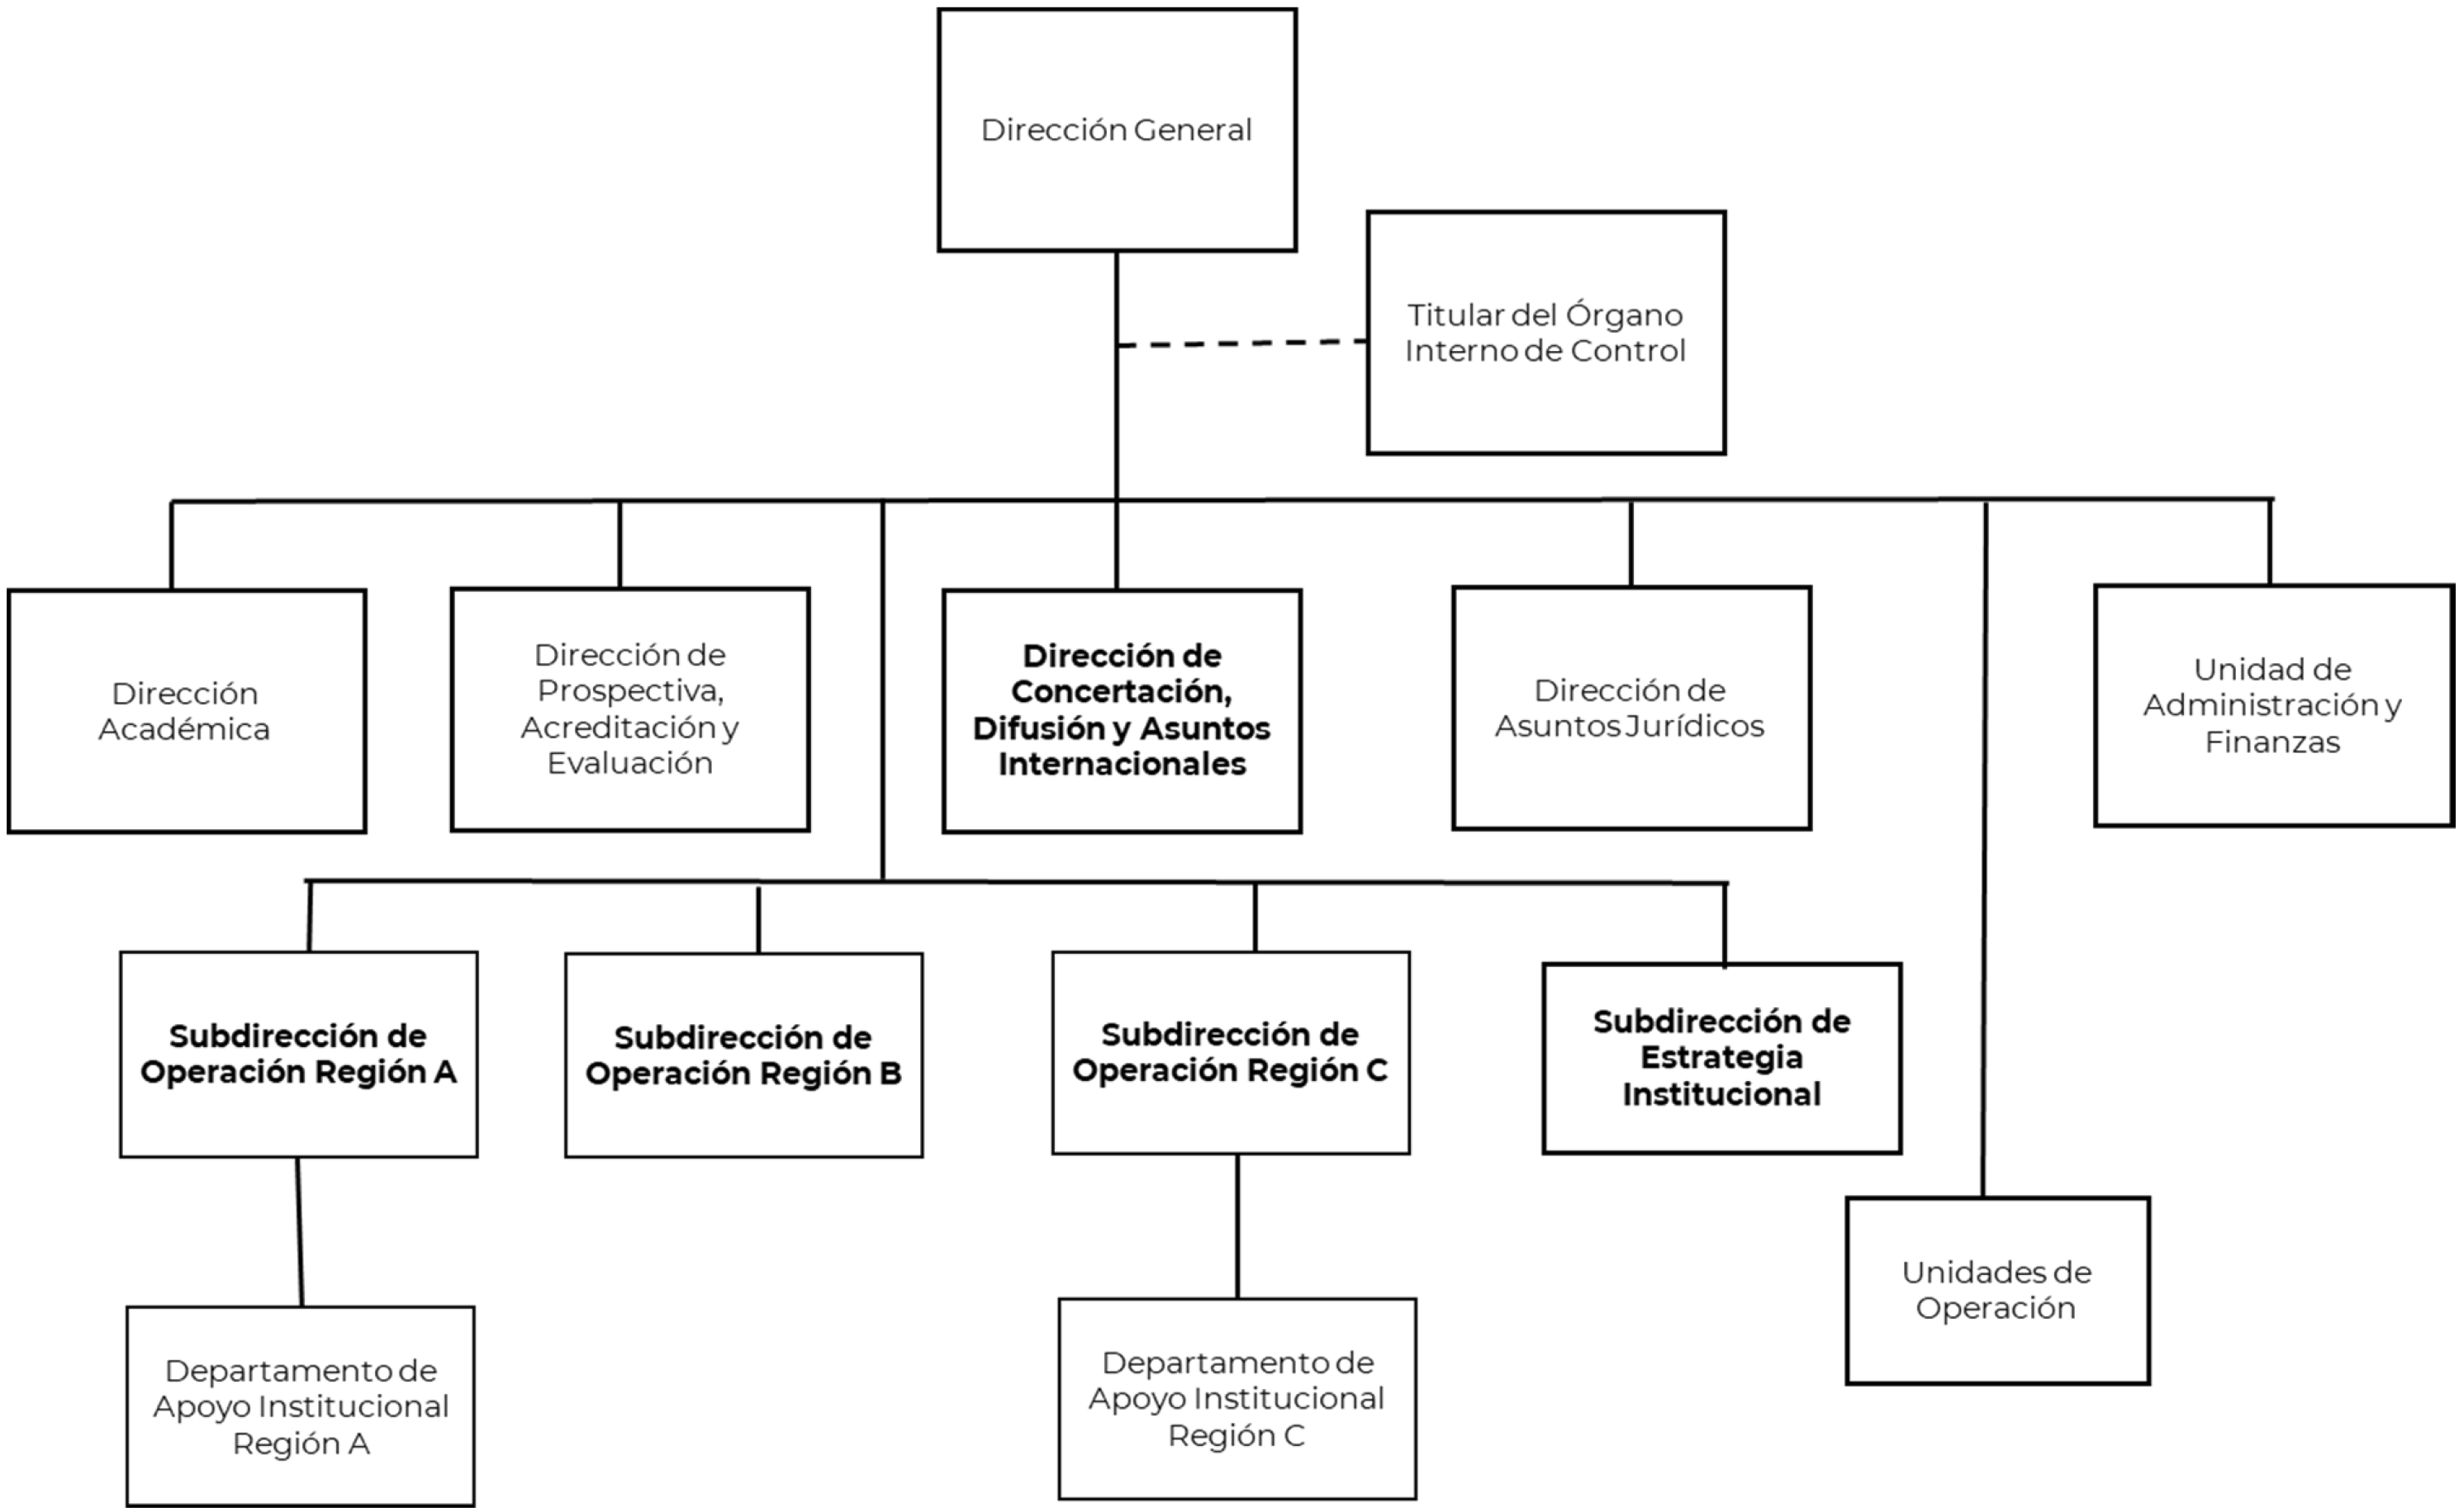 Dirección General
Titular del Órgano
Interno de Control
Dirección
Académica
Dirección de
Prospectiva,
Acreditación y
Evaluación
Dirección de
Concertación,
Difusión y Asuntos
Internacionales
Dirección de
Asuntos Jurídicos
Unidad de
Administración y
Finanzas
Subdirección de
Operación Región A
Subdirección de
Operación Región B
Subdirección de
Operación Región C
Subdirección de
Estrategia
Institucional
Unidades de
Operación
Departamento de
Apoyo Institucional
Región A
Departamento de
Apoyo Institucional
Región C